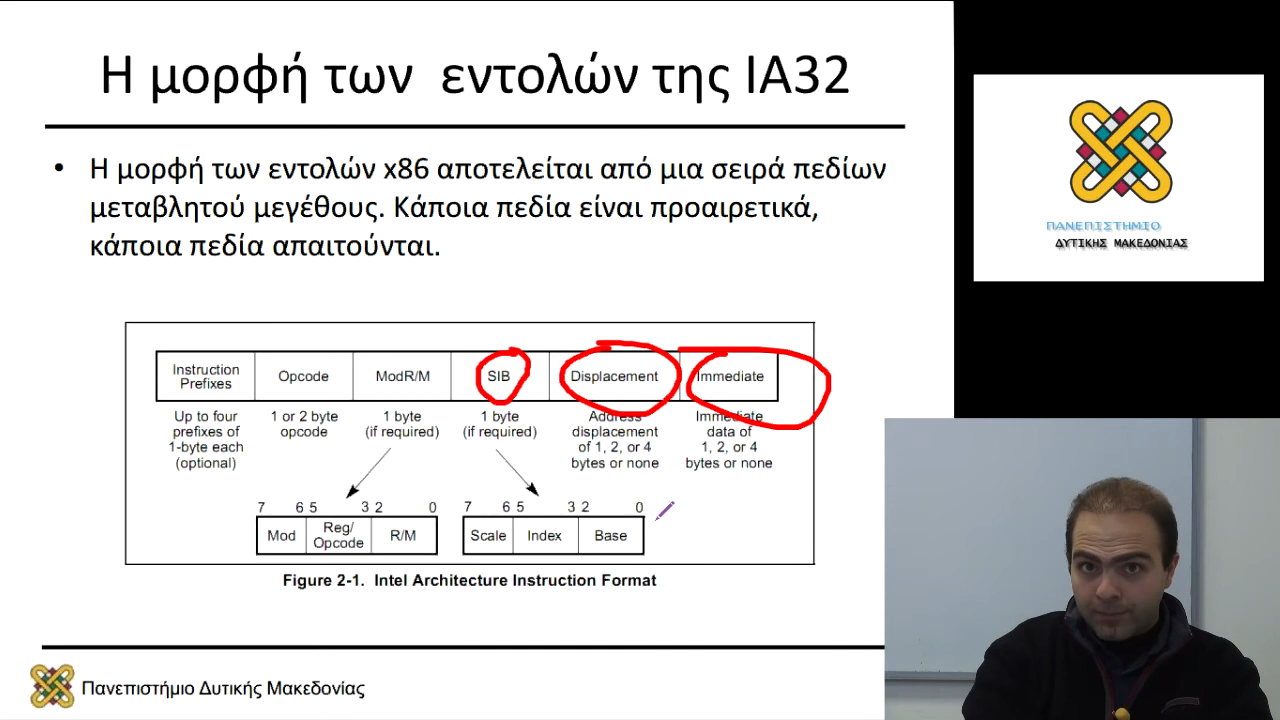 Η μορφή των εντολών της IA32
• Η μορφή των εντολών x86 αποτελείται από μια σειρά πεδίων
μεταβλητού μεγέθους. Κάποια πεδία είναι προαιρετικά,
κάποια πεδία απαιτούνται.
Instruction Prefixes Opcode ModR/M SIB Displacement Immediate
Up to four prefixes of 1-byte each (optional)
1 or 2 byte opcode
1 byte (if required)
1 byte (if required)
Address displacement of 1, 2, or 4 bytes or none
Immediate data of 1, 2, or 4 bytes or none
7 6 5 3 2 0
Mod Reg/Opcode R/M
7 6 5 3 2 0
Scale Index Base
Figure 2-1. Intel Architecture Instruction Format
Πανεπιστήμιο Δυτικής Μακεδονίας
ΠΑΝΕΠΙΣΤΗΜΙΟ
ΔΥΤΙΚΗΣ ΜΑΚΕΔΟΝΙΑΣ